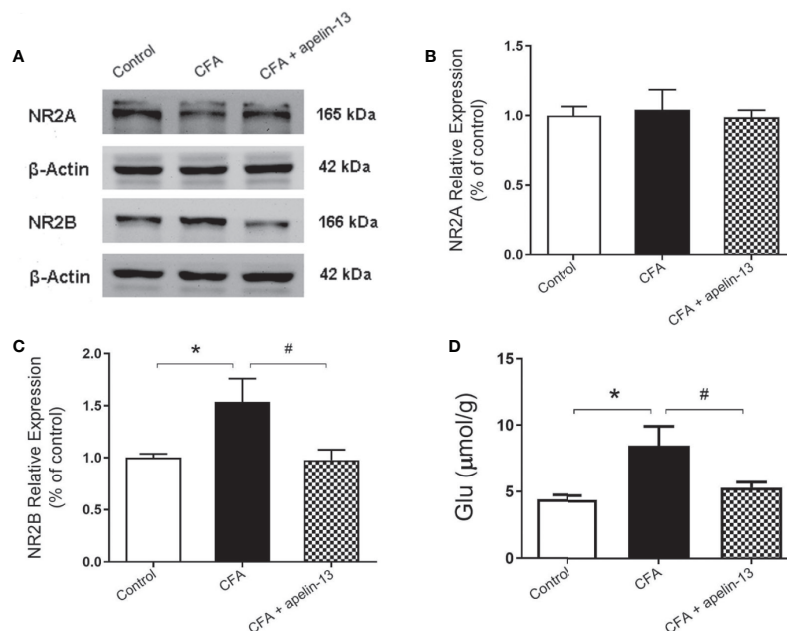 A
Control
CFA
CFA + apelin-13
NR2A
165 kDa
β-Actin
42 kDa
NR2B
166 kDa
β-Actin
42 kDa
B
NR2A Relative Expression
(% of control)
1.5
1.0
0.5
0.0
Control
CFA
CFA + apelin-13
C
NR2B Relative Expression
(% of control)
2.0
1.5
1.0
0.5
0.0
*
#
Control
CFA
CFA + apelin-13
D
Glu (μmol/g)
15
10
5
0
*
#
Control
CFA
CFA + apelin-13